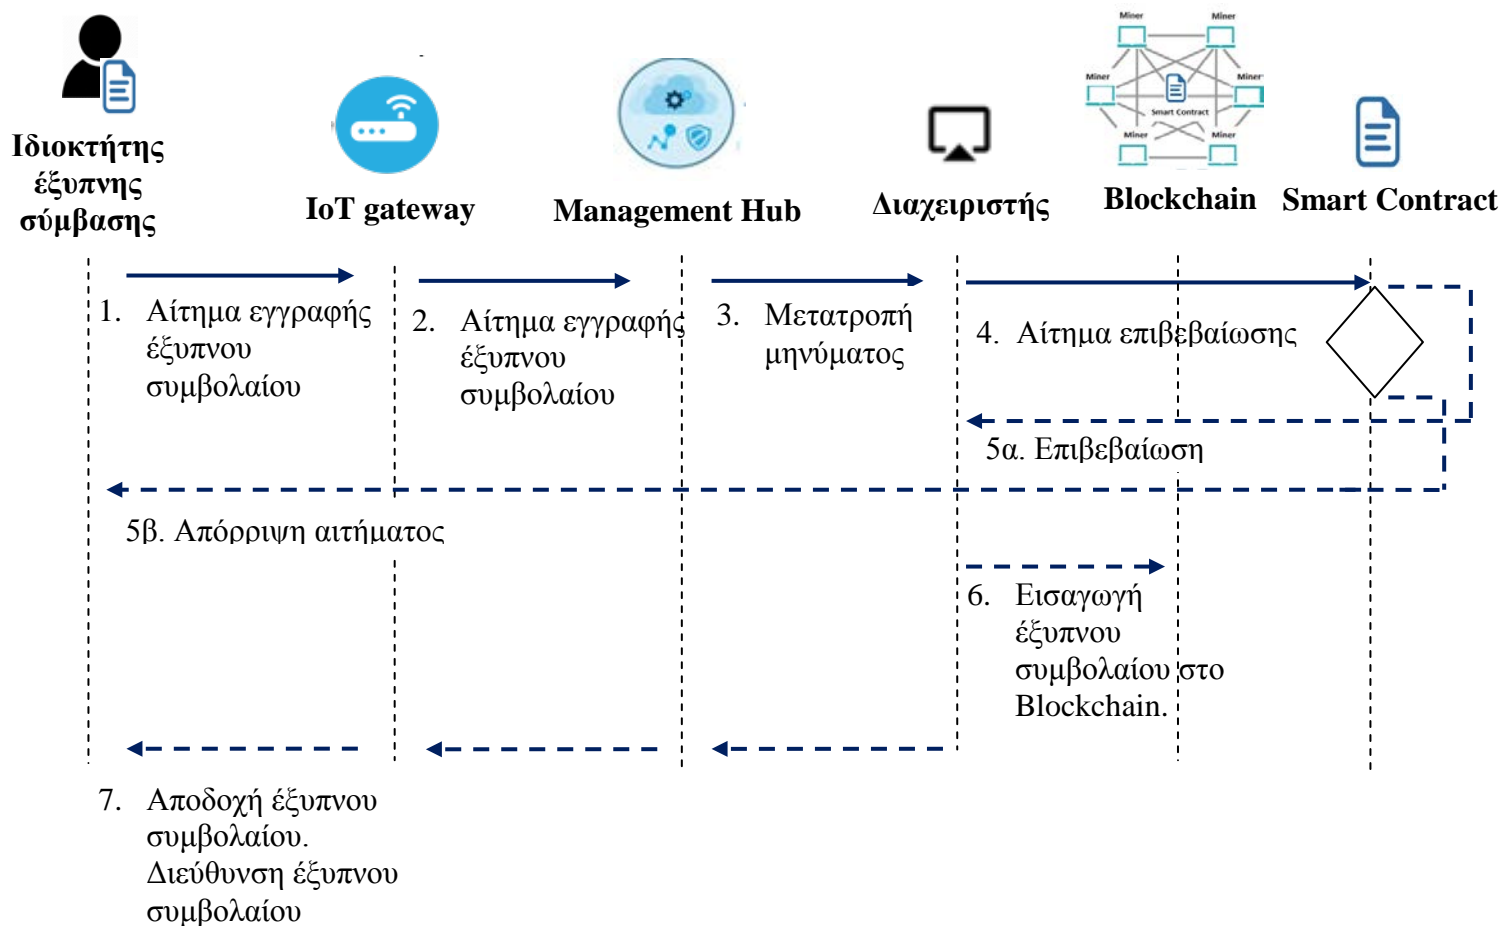 Miner
Miner
Miner
Miner
Smart Contract
Miner
Miner
Ιδιοκτήτης
έξυπνης
σύμβασης
IoT gateway
Management Hub
Διαχειριστής
Blockchain
Smart Contract
1. Αίτημα εγγραφής
έξυπνου
συμβολαίου
2. Αίτημα εγγραφής
έξυπνου
συμβολαίου
3. Μετατροπή
μηνύματος
4. Αίτημα επιβεβαίωσης
5α. Επιβεβαίωση
5β. Απόρριψη αιτήματος
6. Εισαγωγή
έξυπνου
συμβολαίου στο
Blockchain.
7. Αποδοχή έξυπνου
συμβολαίου.
Διεύθυνση έξυπνου
συμβολαίου